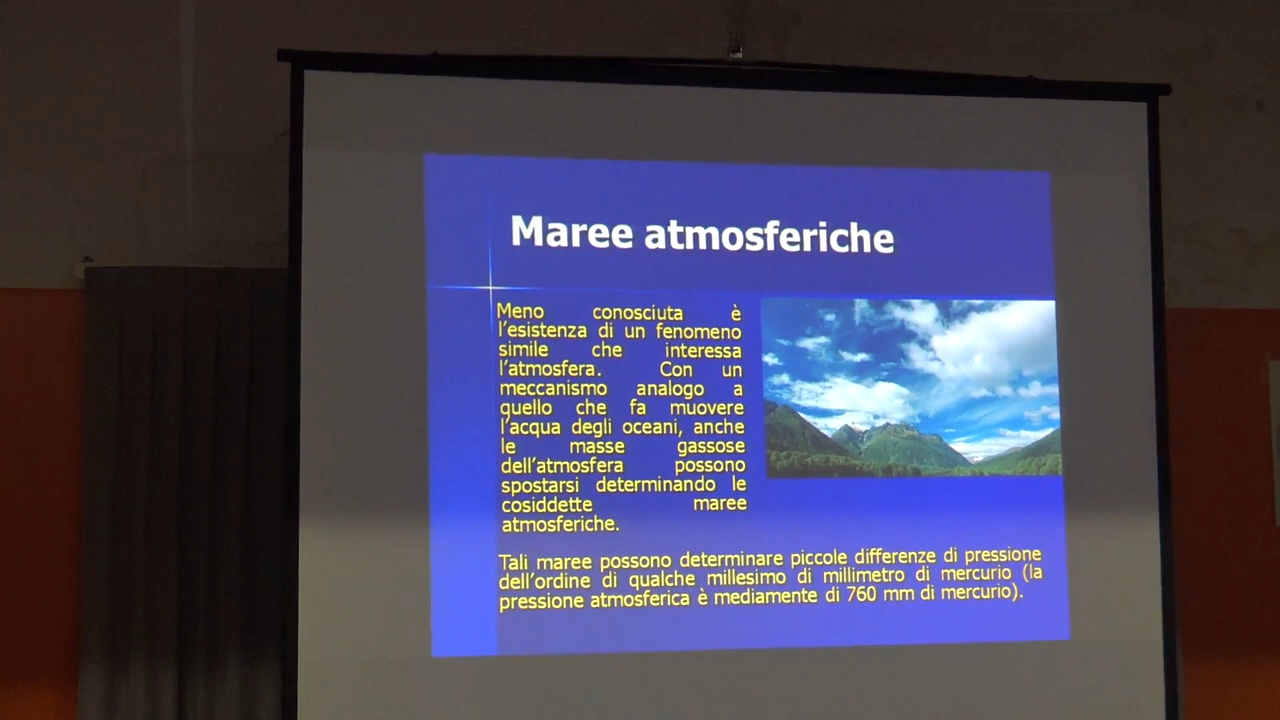 Maree atmosferiche
Meno conosciuta è
l'esistenza di un fenomeno
simile che interessa
l'atmosfera. Con un
meccanismo analogo a
quello che fa muovere
l'acqua degli oceani, anche
le masse gassose
dell'atmosfera possono
spostarsi determinando le
cosiddette maree
atmosferiche.
Tali maree possono determinare piccole differenze di pressione
dell'ordine di qualche millesimo di millimetro di mercurio (la
pressione atmosferica è mediamente di 760 mm di mercurio).